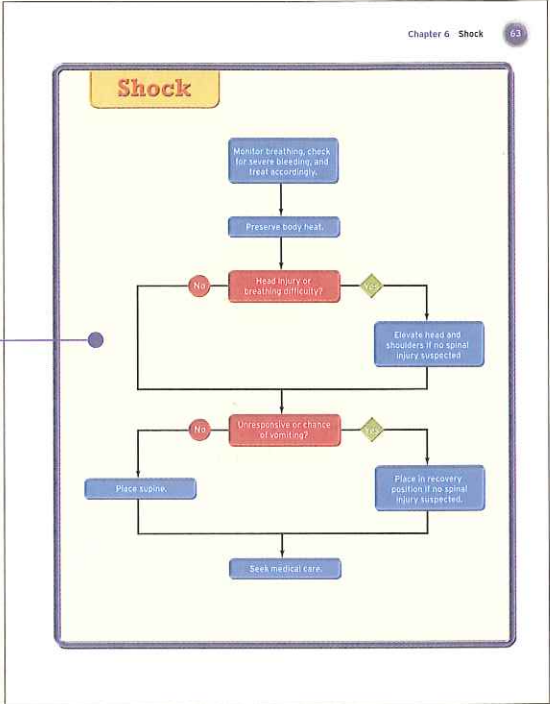 Chapter 6 Shock 63
Shock
Monitor breathing, check
for severe bleeding, and
treat accordingly.
Preserve body heat.
No
Head injury or
breathing difficulty?
Yes
Elevate head and
shoulders if no spinal
injury suspected
No
Unresponsive or chance
of vomiting?
Yes
Place supine.
Place in recovery
position if no spinal
injury suspected.
Seek medical care.